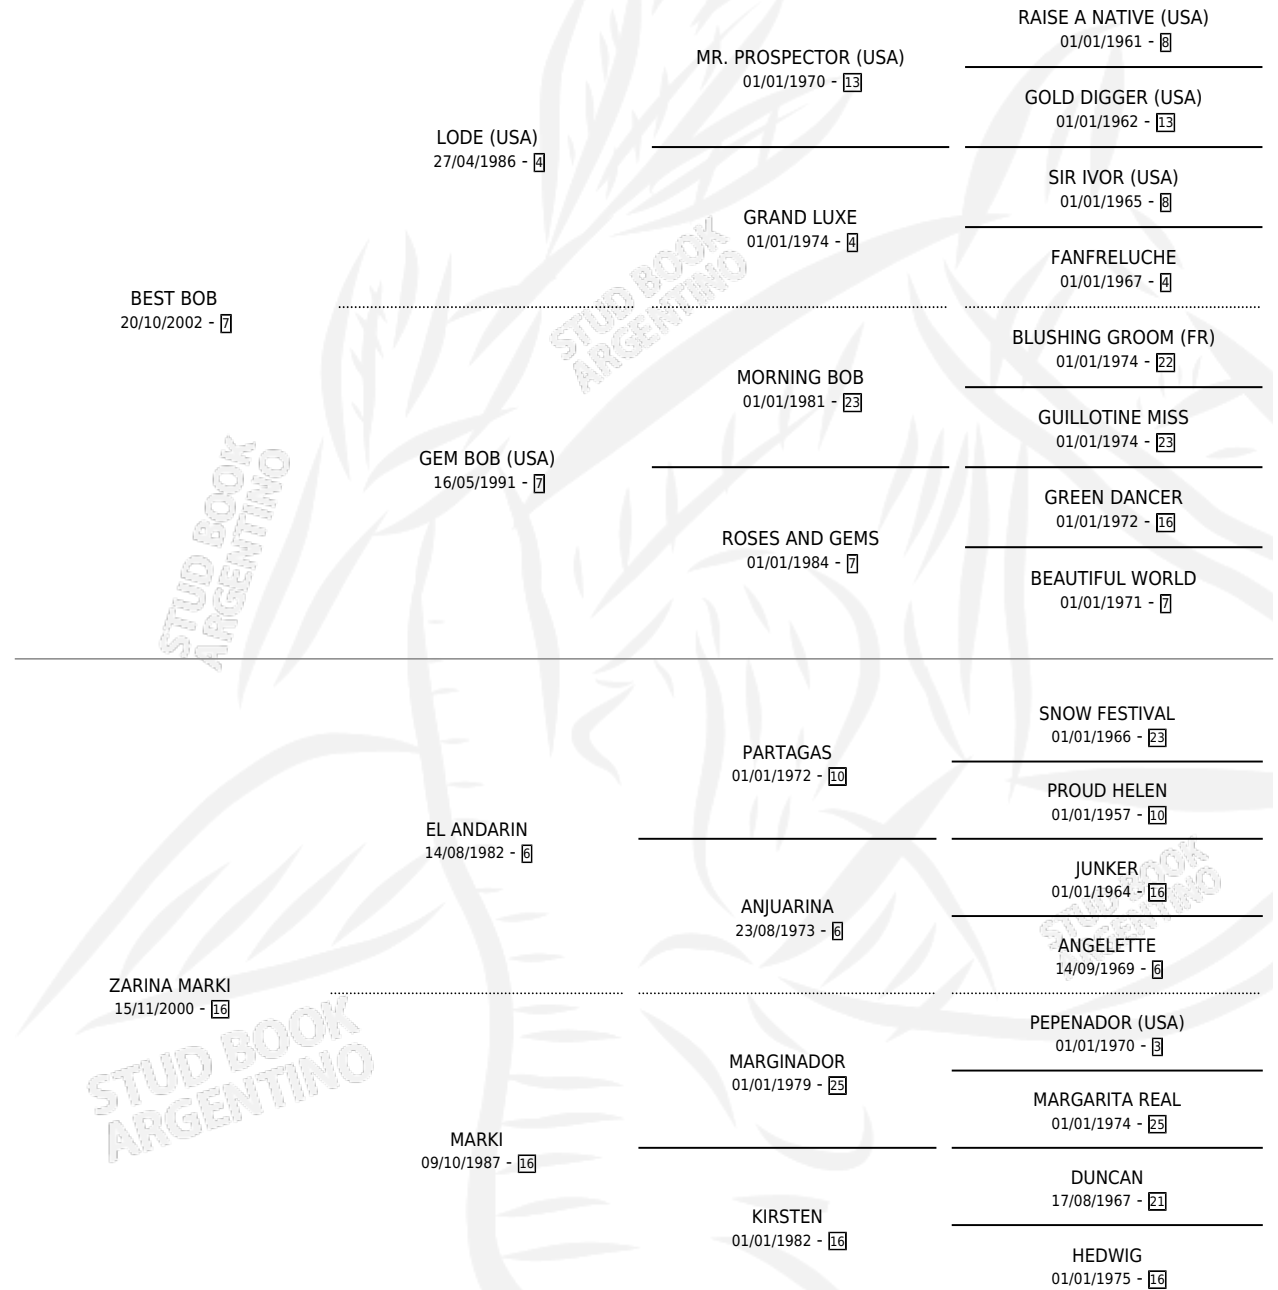 RAISE A NATIVE (USA)
01/01/1961 - 8
MR. PROSPECTOR (USA)
01/01/1970 - 13
GOLD DIGGER (USA)
01/01/1962 - 13
LODE (USA)
27/04/1986 - 4
SIR IVOR (USA)
01/01/1965 - 8
GRAND LUXE
01/01/1974 - 4
FANFRELUCHE
01/01/1967 - 4
STUD BOOK
ARGENTINO
BEST BOB
20/10/2002 - 7
BLUSHING GROOM (FR)
01/01/1974 - 22
MORNING BOB
01/01/1981 - 23
GUILLOTINE MISS
01/01/1974 - 23
GEM BOB (USA)
16/05/1991 - 7
GREEN DANCER
01/01/1972 - 16
ROSES AND GEMS
01/01/1984 - 7
BEAUTIFUL WORLD
01/01/1971 - 7
STUD BOOK
ARGENTINO
SNOW FESTIVAL
01/01/1966 - 23
PARTAGAS
01/01/1972 - 10
PROUD HELEN
01/01/1957 - 10
EL ANDARIN
14/08/1982 - 6
JUNKER
01/01/1964 - 16
ANJUARINA
23/08/1973 - 6
ANGELETTE
14/09/1969 - 6
STUD BOOK
ARGENTINO
ZARINA MARKI
15/11/2000 - 16
PEPENADOR (USA)
01/01/1970 - 3
MARGINADOR
01/01/1979 - 25
MARGARITA REAL
01/01/1974 - 25
STUD BOOK
ARGENTINO
MARKI
09/10/1987 - 16
DUNCAN
17/08/1967 - 21
KIRSTEN
01/01/1982 - 16
HEDWIG
01/01/1975 - 16